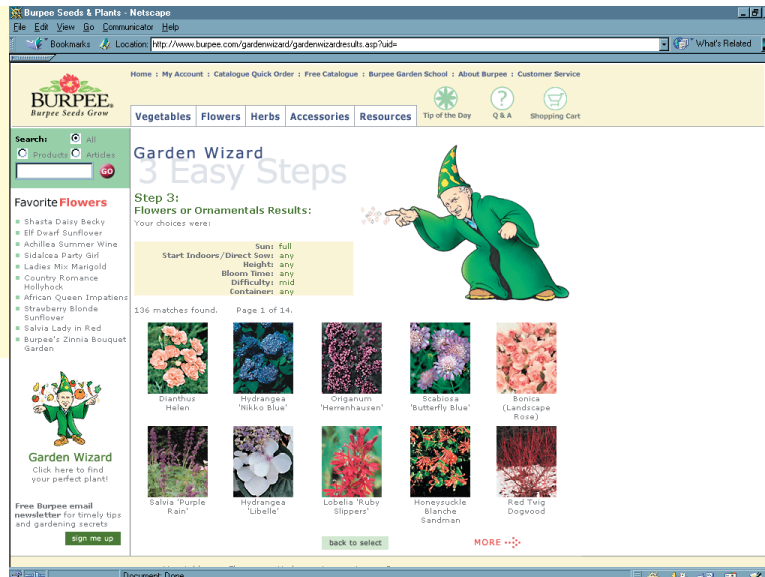 Burpee Seeds & Plants - Netscape
File Edit View Go Communicator Help
Bookmarks Location: http://www.burpee.com/gardenwizard/gardenwizardresults.asp?uid= What's Related
Home : My Account : Catalogue Quick Order : Free Catalogue : Burpee Garden School : About Burpee : Customer Service
BURPEE®
Burpee Seeds Grow
Vegetables Flowers Herbs Accessories Resources Tip of the Day Q & A Shopping Cart
Search: All
Products Articles
GO
Garden Wizard
3 Easy Steps
Step 3:
Flowers or Ornamentals Results:
Your choices were:
Sun: full
Start Indoors/Direct Sow: any
Height: any
Bloom Time: any
Difficulty: mid
Container: any
136 matches found. Page 1 of 14.
Favorite Flowers
Shasta Daisy Becky
Elf Dwarf Sunflower
Achillea Summer Wine
Sidalcea Party Girl
Ladies Mix Marigold
Country Romance
Hollyhock
African Queen Impatiens
Strawberry Blonde
Sunflower
Salvia Lady in Red
Burpee's Zinnia Bouquet
Garden
Garden Wizard
Click here to find
your perfect plant!
Free Burpee email
newsletter for timely tips
and gardening secrets
sign me up
Dianthus
Helen
Hydrangea
'Nikko Blue'
Origanum
'Herrenhausen'
Scabiosa
'Butterfly Blue'
Bonica
(Landscape
Rose)
Salvia 'Purple
Rain'
Hydrangea
'Libelle'
Lobelia 'Ruby
Slippers'
Honeysuckle
Blanche
Sandman
Red Twig
Dogwood
back to select
MORE
Document: Done